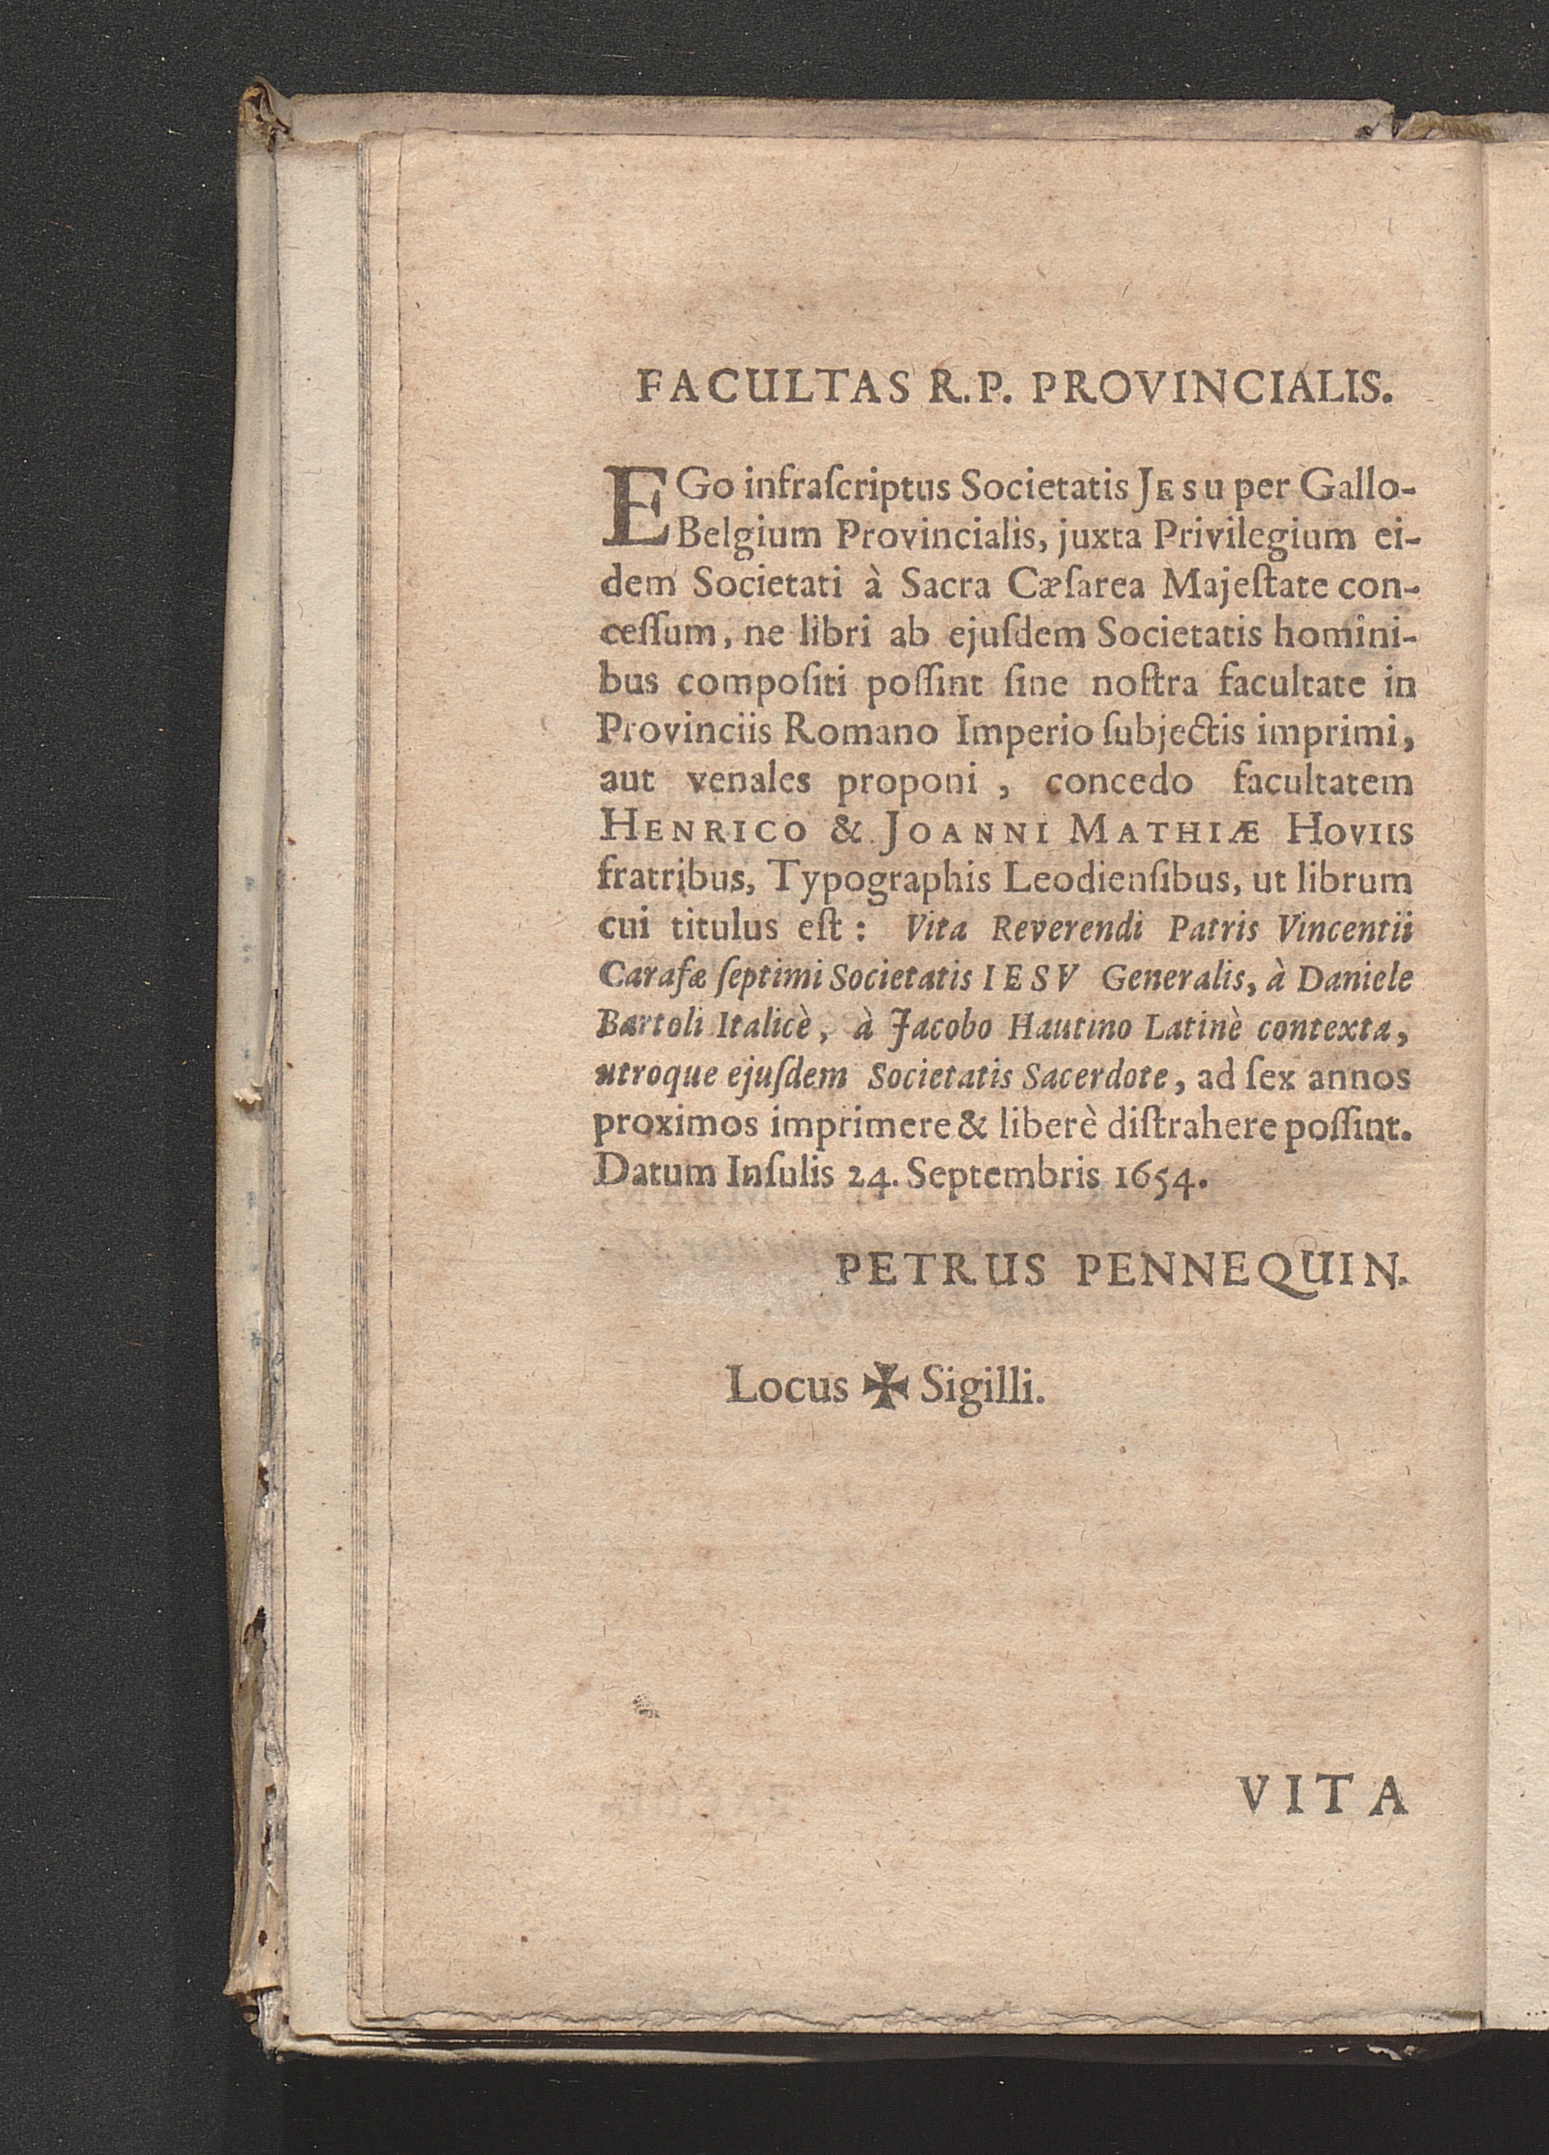 FACULTAS R.P. PROVINCIALIS.
EGo infraſcriptus Societatis JESU per Gallo-
Belgium Provincialis, juxta Privilegium ei-
dem Societati à Sacra Cæſarea Majeſtate con-
ceſſum, ne libri ab ejuſdem Societatis homini-
bus compoſiti poſſint ſine noſtra facultate in
Provinciis Romano Imperio ſubjectis imprimi,
aut venales proponi , concedo facultatem
HENRICO & JOANNI MATHIÆ HOVIIS
fratribus, Typographis Leodienſibus, ut librum
cui titulus eſt : Vita Reverendi Patris Vincentii
Carafæ ſeptimi Societatis IESV Generalis, à Daniele
Bartoli Italicè, à Jacobo Hautino Latinè contexta,
utroque ejuſdem Societatis Sacerdote, ad ſex annos
proximos imprimere & liberè diſtrahere poſſint.
Datum Inſulis 24. Septembris 1654.
PETRUS PENNEQUIN.
Locus ✠ Sigilli.
VITA